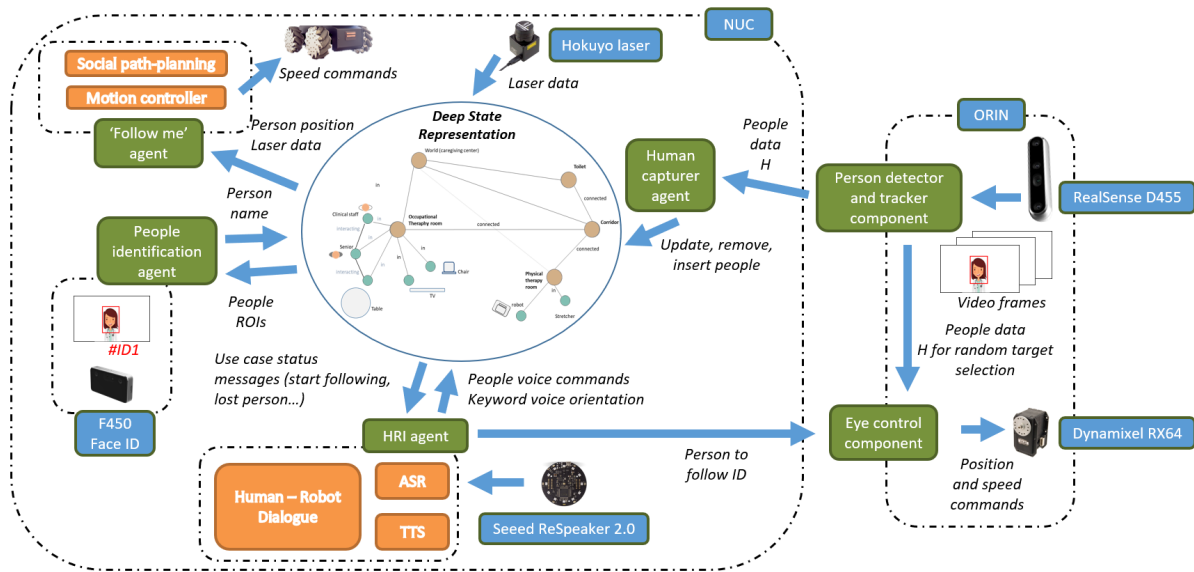 NUC
Hokuyo laser
Social path-planning
Motion controller
Speed commands
Laser data
'Follow me'
agent
Person position
Laser data
Deep State
Representation
World (caregiving center)
Toilet
In
In
connected
Clinical staff
In
Interacting
Occupational
Theraphy room
connected
Corridor
Senior
In
In
In
connected
Interacting
Chair
Physical
therapy
room
TV
Table
In
robot
Stretcher
Human
capturer
agent
People
data
H
Update, remove,
insert people
ORIN
Person detector
and tracker
component
RealSense D455
Video frames
People data
H for random target
selection
Person
name
People
identification
agent
People
ROIs
#ID1
F450
Face ID
Use case status
messages (start following,
lost person...)
People voice commands
Keyword voice orientation
HRI agent
Person to
follow ID
Eye control
component
Dynamixel RX64
Position
and speed
commands
Human – Robot
Dialogue
ASR
TTS
Seeed ReSpeaker 2.0